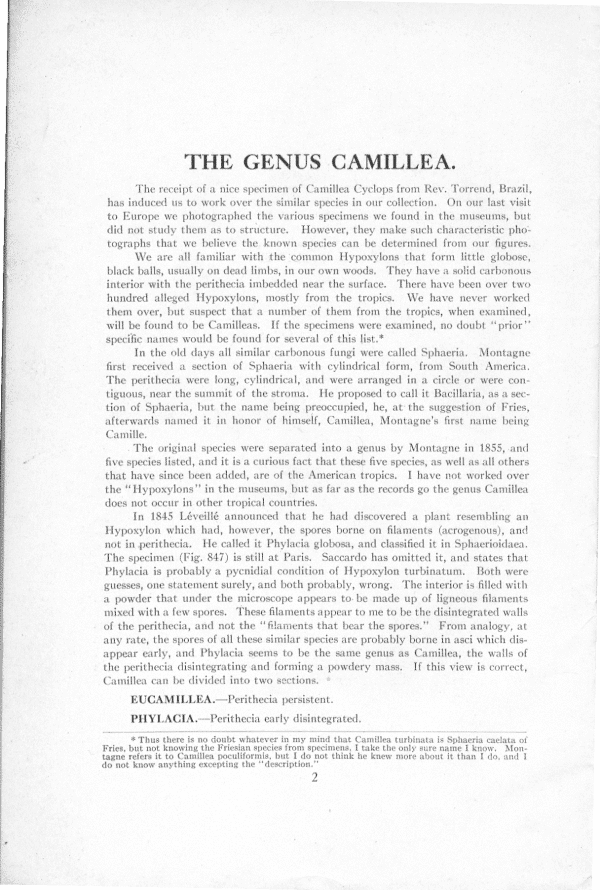 THE GENUS CAMILLEA.
The receipt of a nice specimen of Camillea Cyclops from Rev. Torrend, Brazil,
has induced us to work over the similar species in our collection. On our last visit
to Europe we photographed the various specimens we found in the museums, but
did not study them as to structure. However, they make such characteristic pho-
tographs that we believe the known species can be determined from our figures.
We are all familiar with the common Hypoxylons that form little globose,
black balls, usually on dead limbs, in our own woods. They have a solid carbonous
interior with the perithecia imbedded near the surface. There have been over two
hundred alleged Hypoxylons, mostly from the tropics. We have never worked
them over, but suspect that a number of them from the tropics, when examined,
will be found to be Camilleas. If the specimens were examined, no doubt "prior"
specific names would be found for several of this list.*
In the old days all similar carbonous fungi were called Sphaeria. Montagne
first received a section of Sphaeria with cylindrical form, from South America.
The perithecia were long, cylindrical, and were arranged in a circle or were con-
tiguous, near the summit of the stroma. He proposed to call it Bacillaria, as a sec-
tion of Sphaeria, but the name being preoccupied, he, at the suggestion of Fries,
afterwards named it in honor of himself, Camillea, Montagne's first name being
Camille.
The original species were separated into a genus by Montagne in 1855, and
five species listed, and it is a curious fact that these five species, as well as all others
that have since been added, are of the American tropics. I have not worked over
the "Hypoxylons" in the museums, but as far as the records go the genus Camillea
does not occur in other tropical countries.
In 1845 Léveillé announced that he had discovered a plant resembling an
Hypoxylon which had, however, the spores borne on filaments (acrogenous), and
not in perithecia. He called it Phylacia globosa, and classified it in Sphaerioidaea.
The specimen (Fig. 847) is still at Paris. Saccardo has omitted it, and states that
Phylacia is probably a pycnidial condition of Hypoxylon turbinatum. Both were
guesses, one statement surely, and both probably, wrong. The interior is filled with
a powder that under the microscope appears to be made up of ligneous filaments
mixed with a few spores. These filaments appear to me to be the disintegrated walls
of the perithecia, and not the "filaments that bear the spores." From analogy, at
any rate, the spores of all these similar species are probably borne in asci which dis-
appear early, and Phylacia seems to be the same genus as Camillea, the walls of
the perithecia disintegrating and forming a powdery mass. If this view is correct,
Camillea can be divided into two sections.
EUCAMILLEA.—Perithecia persistent.
PHYLACIA.—Perithecia early disintegrated.
* Thus there is no doubt whatever in my mind that Camillea turbinata is Sphaeria caelata of
Fries, but not knowing the Friesian species from specimens, I take the only sure name I know. Mon-
tagne refers it to Camillea poculiformis, but I do not think he knew more about it than I do, and I
do not know anything excepting the "description."
2